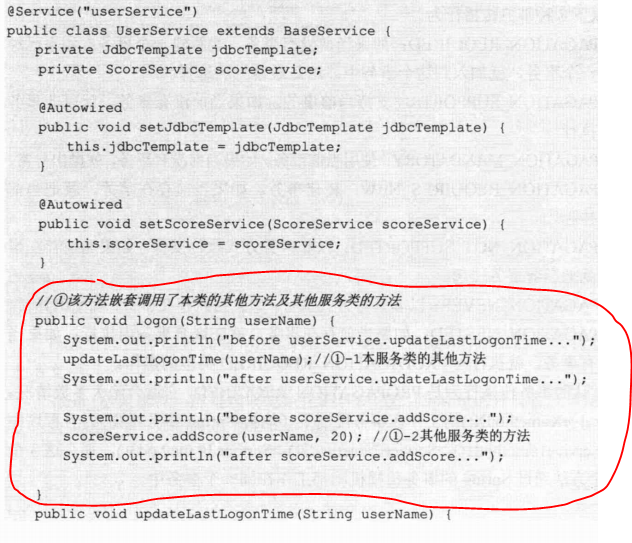 @Service("userService")
public class UserService extends BaseService {
private JdbcTemplate jdbcTemplate;
private ScoreService scoreService;
@Autowired
public void setJdbcTemplate(JdbcTemplate jdbcTemplate) {
this.jdbcTemplate = jdbcTemplate;
}
@Autowired
public void setScoreService(ScoreService scoreService) {
this.scoreService = scoreService;
}
//①该方法嵌套调用了本类的其他方法及其他服务类的方法
public void logon(String userName) {
System.out.println("before userService.updateLastLogonTime...");
updateLastLogonTime(userName);//①-1本服务类的其他方法
System.out.println("after userService.updateLastLogonTime...");
System.out.println("before scoreService.addScore...");
scoreService.addScore(userName, 20); //①-2其他服务类的方法
System.out.println("after scoreService.addScore...");
}
public void updateLastLogonTime(String userName) {